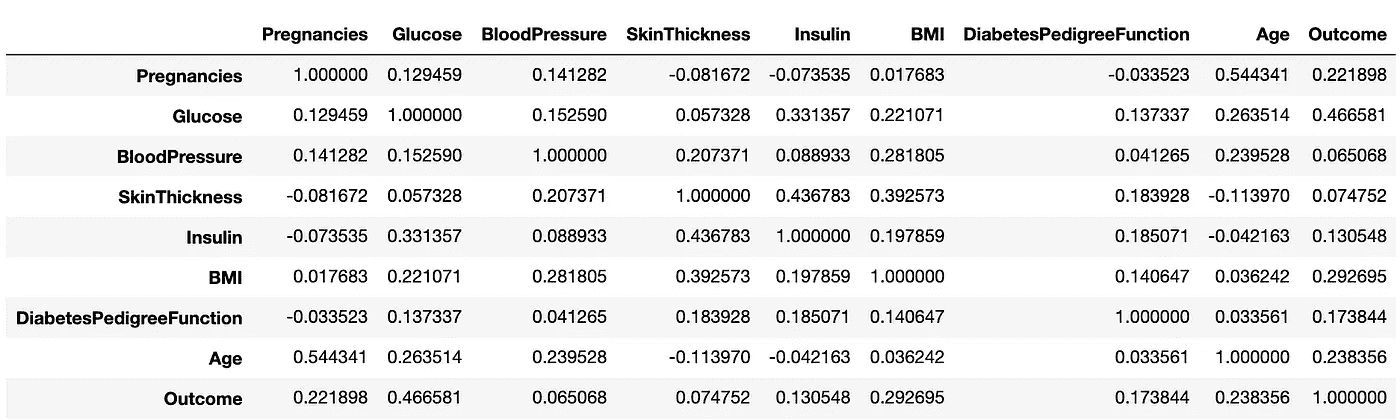 Pregnancies Glucose BloodPressure SkinThickness Insulin BMI DiabetesPedigreeFunction Age Outcome
Pregnancies 1.000000 0.129459 0.141282 -0.081672 -0.073535 0.017683 -0.033523 0.544341 0.221898
Glucose 0.129459 1.000000 0.152590 0.057328 0.331357 0.221071 0.137337 0.263514 0.466581
BloodPressure 0.141282 0.152590 1.000000 0.207371 0.088933 0.281805 0.041265 0.239528 0.065068
SkinThickness -0.081672 0.057328 0.207371 1.000000 0.436783 0.392573 0.183928 -0.113970 0.074752
Insulin -0.073535 0.331357 0.088933 0.436783 1.000000 0.197859 0.185071 -0.042163 0.130548
BMI 0.017683 0.221071 0.281805 0.392573 0.197859 1.000000 0.140647 0.036242 0.292695
DiabetesPedigreeFunction -0.033523 0.137337 0.041265 0.183928 0.185071 0.140647 1.000000 0.033561 0.173844
Age 0.544341 0.263514 0.239528 -0.113970 -0.042163 0.036242 0.033561 1.000000 0.238356
Outcome 0.221898 0.466581 0.065068 0.074752 0.130548 0.292695 0.173844 0.238356 1.000000